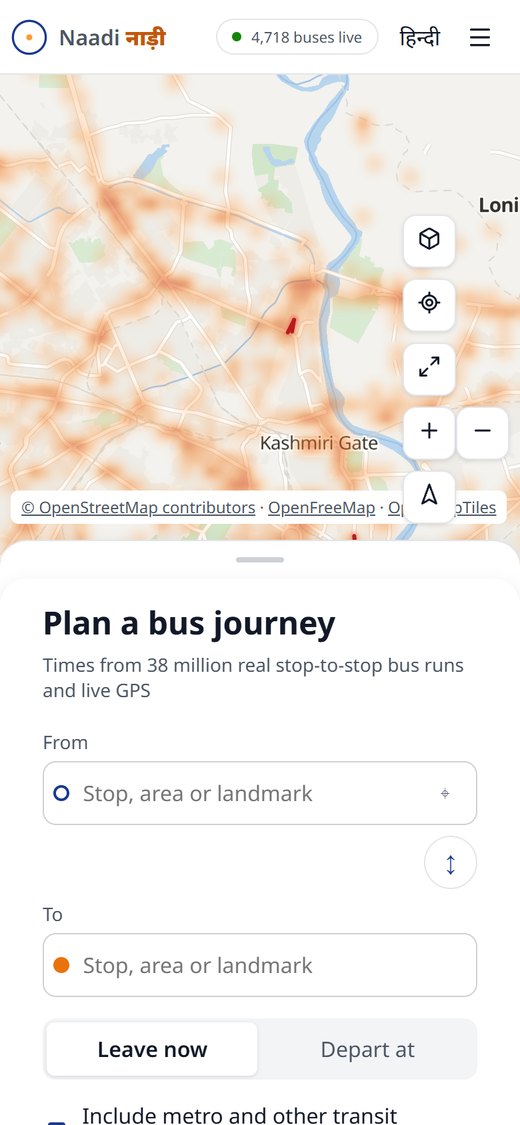 Naadi नाड़ी
4,718 buses live
हिन्दी
Loni
Kashmiri Gate
© OpenStreetMap contributors · OpenFreeMap ·
Plan a bus journey
Times from 38 million real stop-to-stop bus runs
and live GPS
From
Stop, area or landmark
To
Stop, area or landmark
Leave now
Depart at
Include metro and other transit